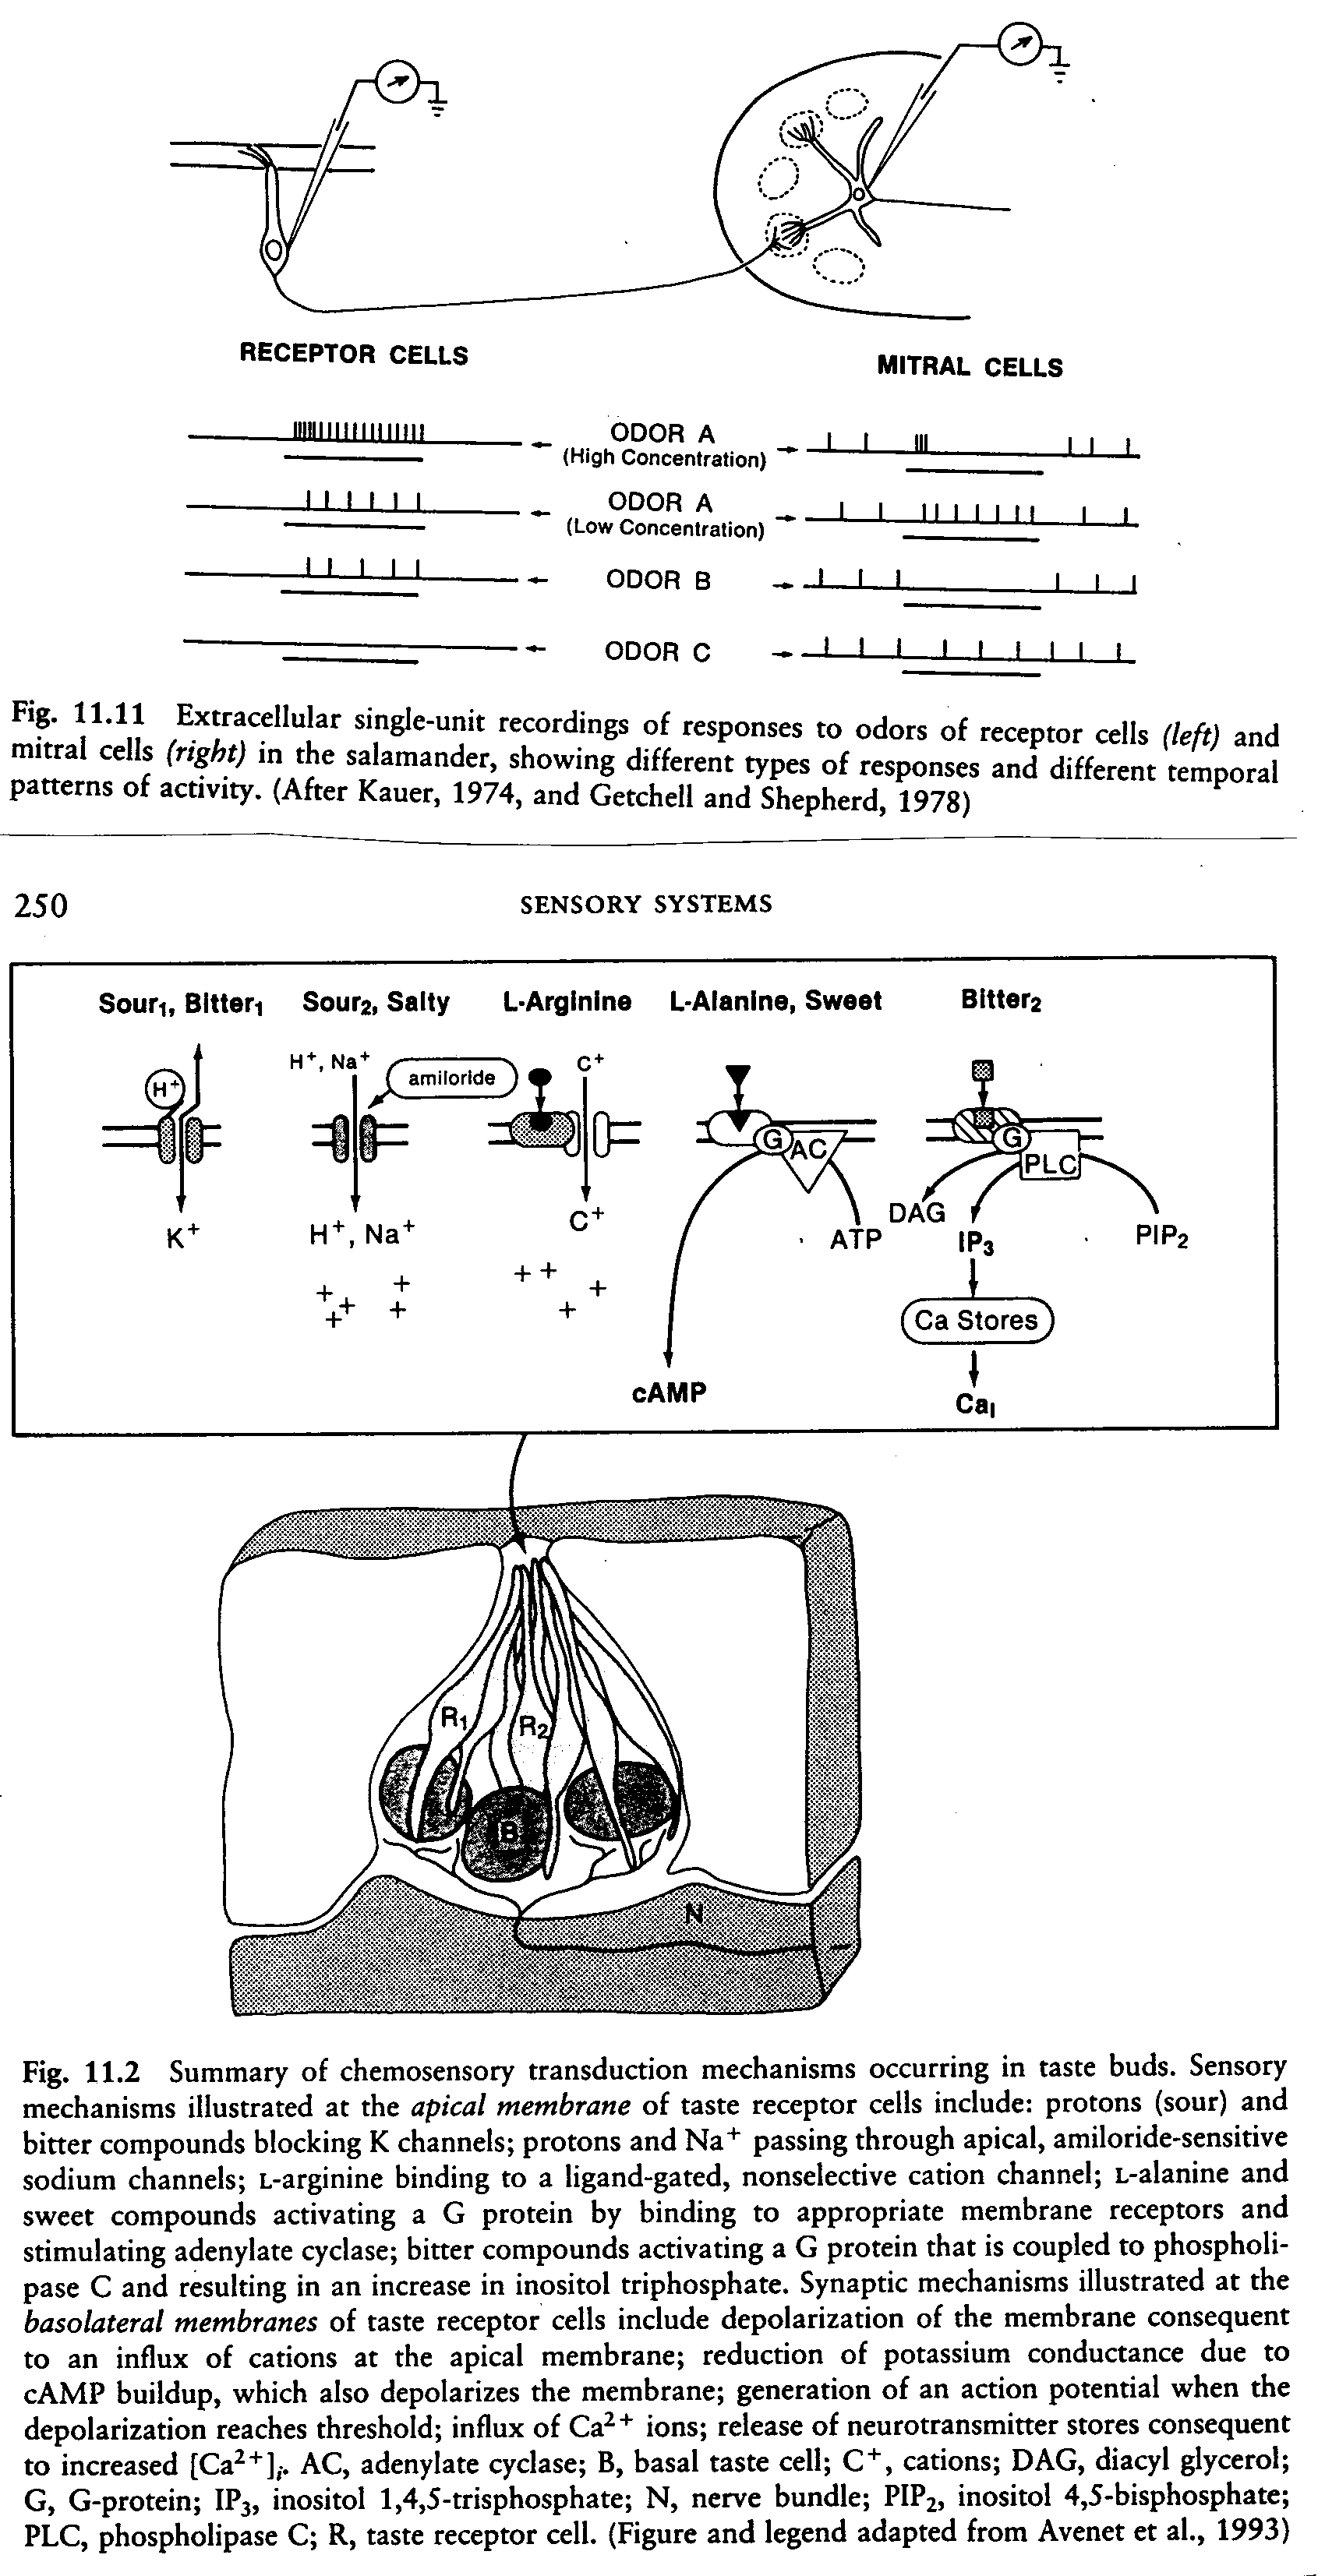 RECEPTOR CELLS
MITRAL CELLS
ODOR A
(High Concentration)
ODOR A
(Low Concentration)
ODOR B
ODOR C
Fig. 11.11 Extracellular single-unit recordings of responses to odors of receptor cells (left) and
mitral cells (right) in the salamander, showing different types of responses and different temporal
patterns of activity. (After Kauer, 1974, and Getchell and Shepherd, 1978)
250
SENSORY SYSTEMS
Sour₁, Bitter₁
Sour₂, Salty
L-Arginine
L-Alanine, Sweet
Bitter₂
H⁺
H⁺, Na⁺
amiloride
C⁺
G
AC
G
PLC
K⁺
H⁺, Na⁺
C⁺
ATP
DAG
IP₃
PIP₂
+ + + + +
+ + + +
Ca Stores
cAMP
Caᵢ
R₁
R₂
B
N
Fig. 11.2 Summary of chemosensory transduction mechanisms occurring in taste buds. Sensory
mechanisms illustrated at the apical membrane of taste receptor cells include: protons (sour) and
bitter compounds blocking K channels; protons and Na⁺ passing through apical, amiloride-sensitive
sodium channels; L-arginine binding to a ligand-gated, nonselective cation channel; L-alanine and
sweet compounds activating a G protein by binding to appropriate membrane receptors and
stimulating adenylate cyclase; bitter compounds activating a G protein that is coupled to phospholi-
pase C and resulting in an increase in inositol triphosphate. Synaptic mechanisms illustrated at the
basolateral membranes of taste receptor cells include depolarization of the membrane consequent
to an influx of cations at the apical membrane; reduction of potassium conductance due to
cAMP buildup, which also depolarizes the membrane; generation of an action potential when the
depolarization reaches threshold; influx of Ca²⁺ ions; release of neurotransmitter stores consequent
to increased [Ca²⁺]ᵢ. AC, adenylate cyclase; B, basal taste cell; C⁺, cations; DAG, diacyl glycerol;
G, G-protein; IP₃, inositol 1,4,5-trisphosphate; N, nerve bundle; PIP₂, inositol 4,5-bisphosphate;
PLC, phospholipase C; R, taste receptor cell. (Figure and legend adapted from Avenet et al., 1993)